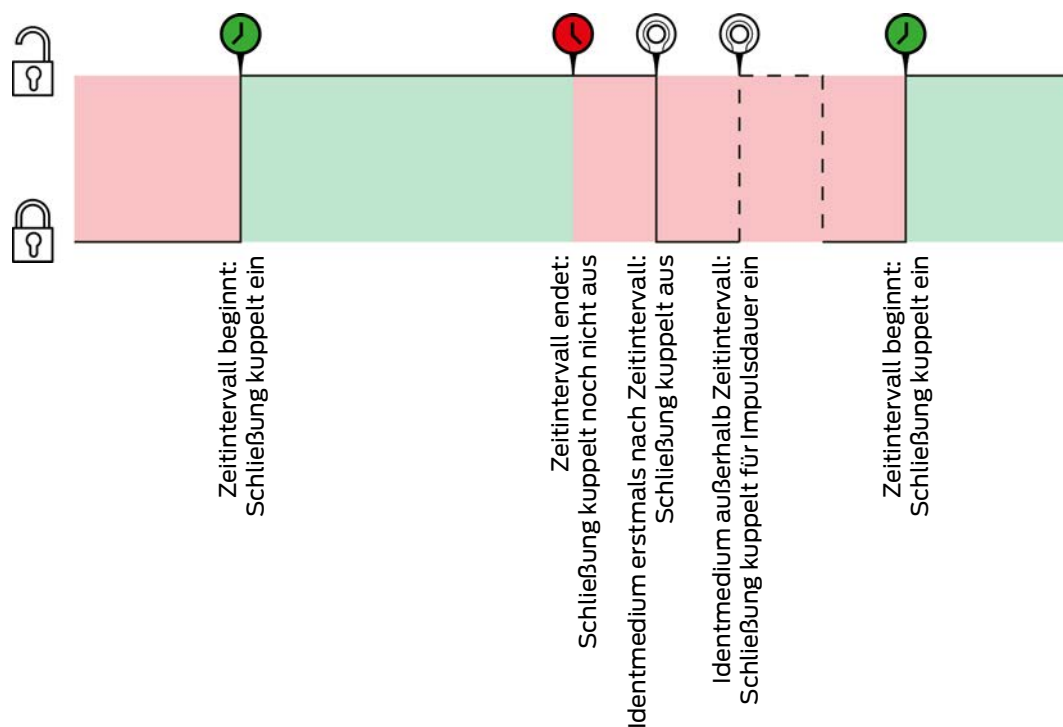 Zeitintervall beginnt:
Schließung kuppelt ein
Zeitintervall endet:
Schließung kuppelt noch nicht aus
Identmedium erstmals nach Zeitintervall:
Schließung kuppelt aus
Identmedium außerhalb Zeitintervall:
Schließung kuppelt für Impulsdauer ein
Zeitintervall beginnt:
Schließung kuppelt ein